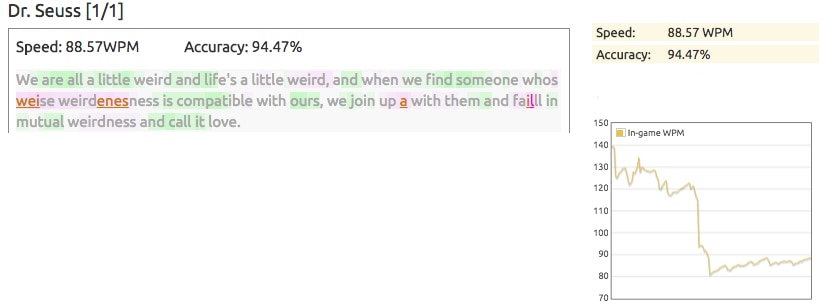 Dr. Seuss [1/1]
Speed: 88.57WPM Accuracy: 94.47%
We are all a little weird and life's a little weird, and when we find someone whos
weise weirdenesness is compatible with ours, we join up a with them and failll in
mutual weirdness and call it love.
Speed: 88.57 WPM
Accuracy: 94.47%
In-game WPM
150
140
130
120
110
100
90
80
70